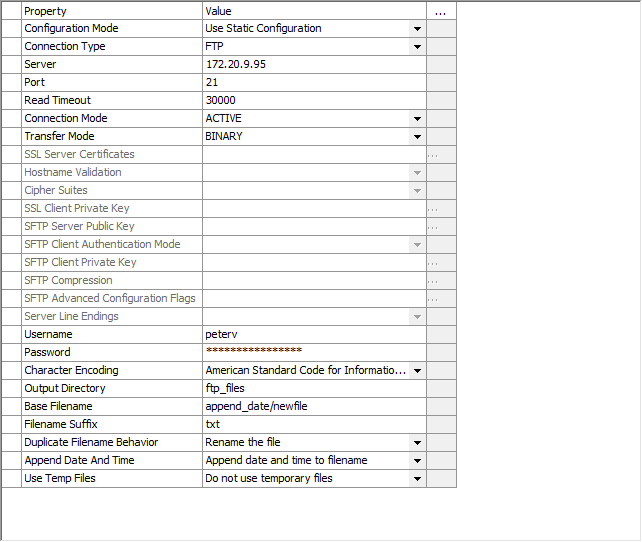 Property Value ...
Configuration Mode Use Static Configuration
Connection Type FTP
Server 172.20.9.95
Port 21
Read Timeout 30000
Connection Mode ACTIVE
Transfer Mode BINARY
SSL Server Certificates ...
Hostname Validation
Cipher Suites
SSL Client Private Key ...
SFTP Server Public Key ...
SFTP Client Authentication Mode
SFTP Client Private Key ...
SFTP Compression ...
SFTP Advanced Configuration Flags ...
Server Line Endings
Username peterv
Password ****************
Character Encoding American Standard Code for Informatio...
Output Directory ftp_files
Base Filename append_date/newfile
Filename Suffix txt
Duplicate Filename Behavior Rename the file
Append Date And Time Append date and time to filename
Use Temp Files Do not use temporary files